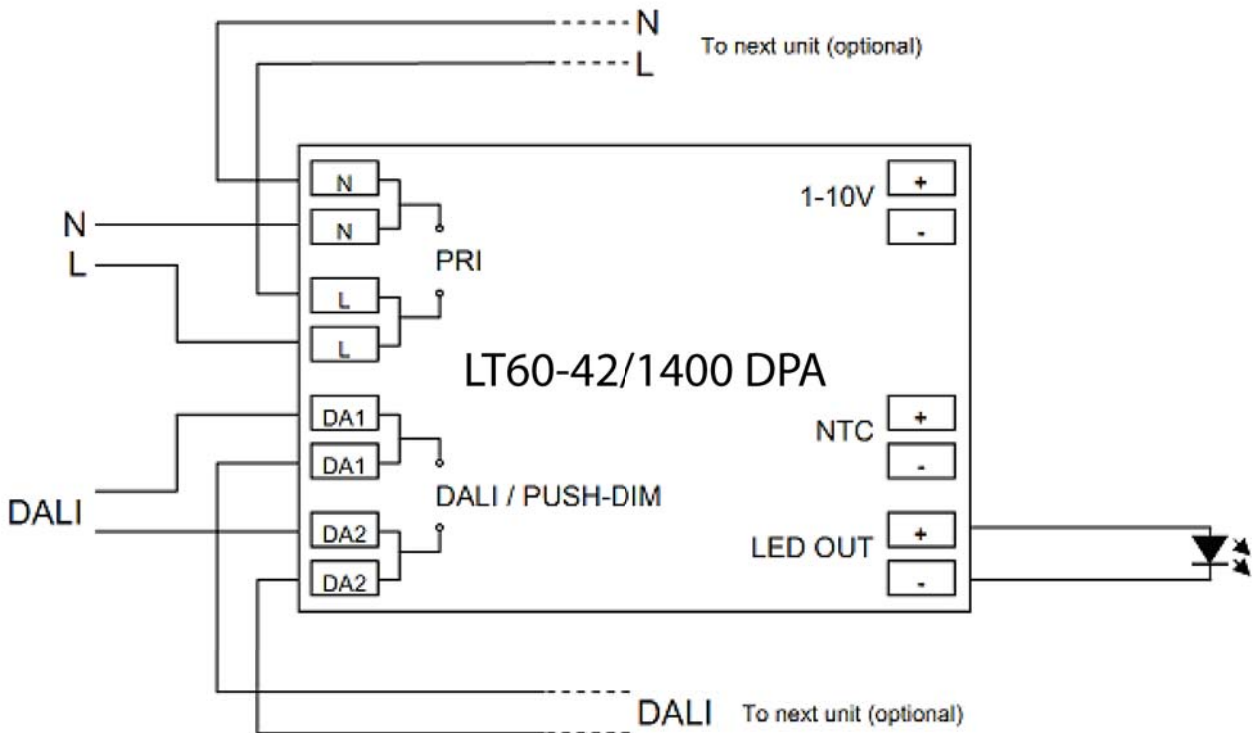 N
To next unit (optional)
L
N
+
1-10V
-
N
N
L
PRI
L
L
LT60-42/1400 DPA
DA1
+
NTC
DA1
-
DALI / PUSH-DIM
DALI
DA2
+
LED OUT
DA2
-
DALI To next unit (optional)